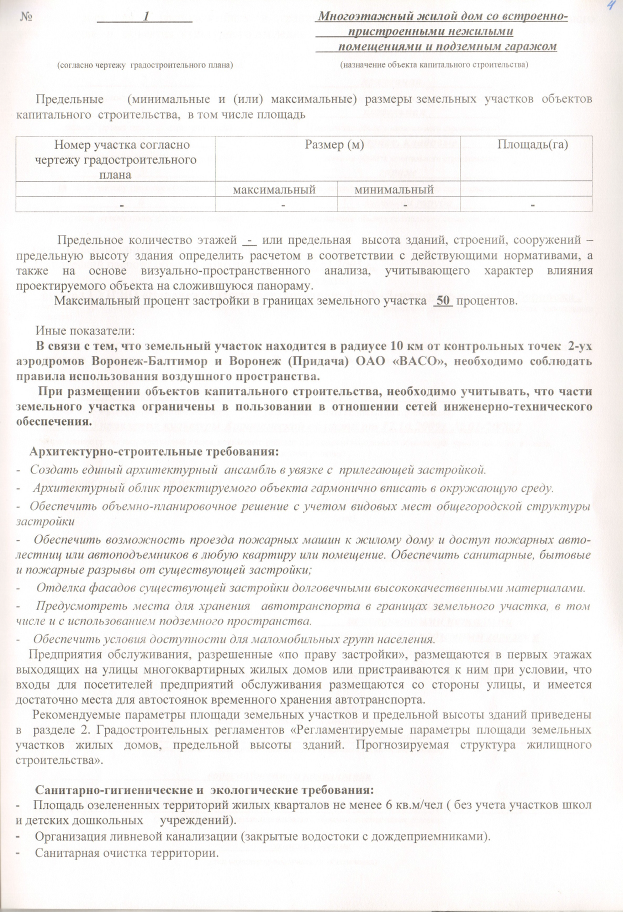 4
№ 1 Многоэтажный жилой дом со встроенно-
пристроенными нежилыми
помещениями и подземным гаражом
(согласно чертежу градостроительного плана) (назначение объекта капитального строительства)
Предельные (минимальные и (или) максимальные) размеры земельных участков объектов
капитального строительства, в том числе площадь
Номер участка согласно Размер (м) Площадь(га)
чертежу градостроительного
плана
максимальный минимальный
- - - -
Предельное количество этажей - или предельная высота зданий, строений, сооружений –
предельную высоту здания определить расчетом в соответствии с действующими нормативами, а
также на основе визуально-пространственного анализа, учитывающего характер влияния
проектируемого объекта на сложившуюся панораму.
Максимальный процент застройки в границах земельного участка 50 процентов.
Иные показатели:
В связи с тем, что земельный участок находится в радиусе 10 км от контрольных точек 2-ух
аэродромов Воронеж-Балтимор и Воронеж (Придача) ОАО «ВАСО», необходимо соблюдать
правила использования воздушного пространства.
При размещении объектов капитального строительства, необходимо учитывать, что части
земельного участка ограничены в пользовании в отношении сетей инженерно-технического
обеспечения.
Архитектурно-строительные требования:
- Создать единый архитектурный ансамбль в увязке с прилегающей застройкой.
- Архитектурный облик проектируемого объекта гармонично вписать в окружающую среду.
- Обеспечить объемно-планировочное решение с учетом видовых мест общегородской структуры
застройки
- Обеспечить возможность проезда пожарных машин к жилому дому и доступ пожарных авто-
лестниц или автоподъемников в любую квартиру или помещение. Обеспечить санитарные, бытовые
и пожарные разрывы от существующей застройки;
- Отделка фасадов существующей застройки долговечными высококачественными материалами.
- Предусмотреть места для хранения автотранспорта в границах земельного участка, в том
числе и с использованием подземного пространства.
- Обеспечить условия доступности для маломобильных групп населения.
Предприятия обслуживания, разрешенные «по праву застройки», размещаются в первых этажах
выходящих на улицы многоквартирных жилых домов или пристраиваются к ним при условии, что
входы для посетителей предприятий обслуживания размещаются со стороны улицы, и имеется
достаточно места для автостоянок временного хранения автотранспорта.
Рекомендуемые параметры площади земельных участков и предельной высоты зданий приведены
в разделе 2. Градостроительных регламентов «Регламентируемые параметры площади земельных
участков жилых домов, предельной высоты зданий. Прогнозируемая структура жилищного
строительства».
Санитарно-гигиенические и экологические требования:
- Площадь озелененных территорий жилых кварталов не менее 6 кв.м/чел ( без учета участков школ
и детских дошкольных учреждений).
- Организация ливневой канализации (закрытые водостоки с дождеприемниками).
- Санитарная очистка территории.